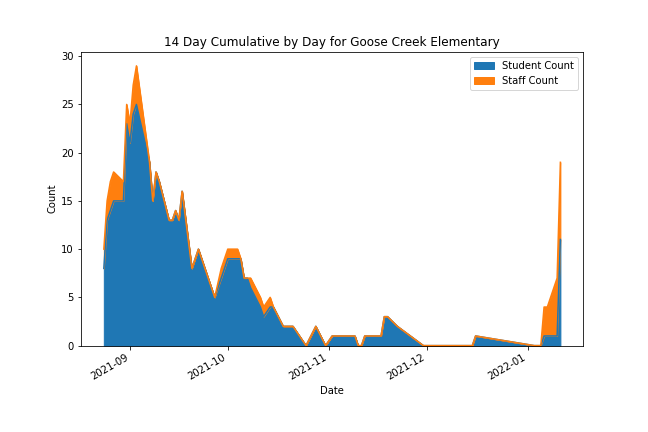 14 Day Cumulative by Day for Goose Creek Elementary
Student Count
Staff Count
30
25
20
15
10
5
0
Count
2021-09
2021-10
2021-11
2021-12
2022-01
Date